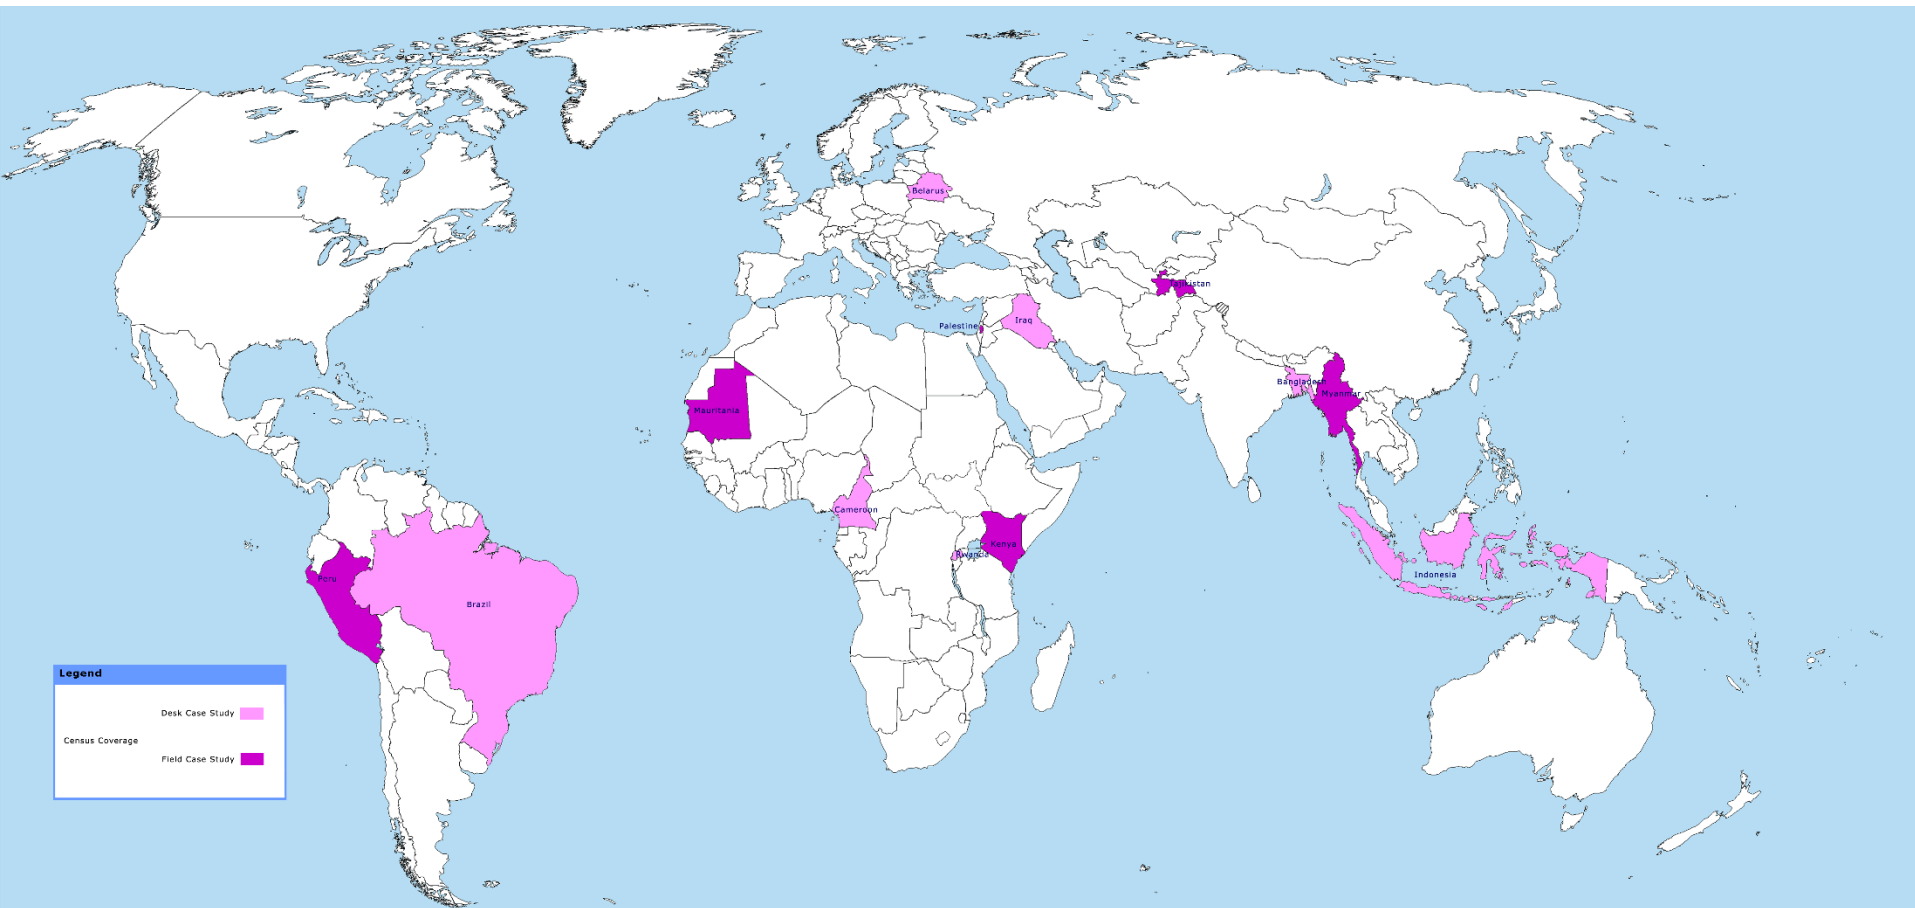 Belarus
Tajikistan
Palestine
Iraq
Bangladesh
Myanmar
Mauritania
Cameroon
Kenya
Rwanda
Indonesia
Peru
Brazil
Legend
Desk Case Study
Census Coverage
Field Case Study